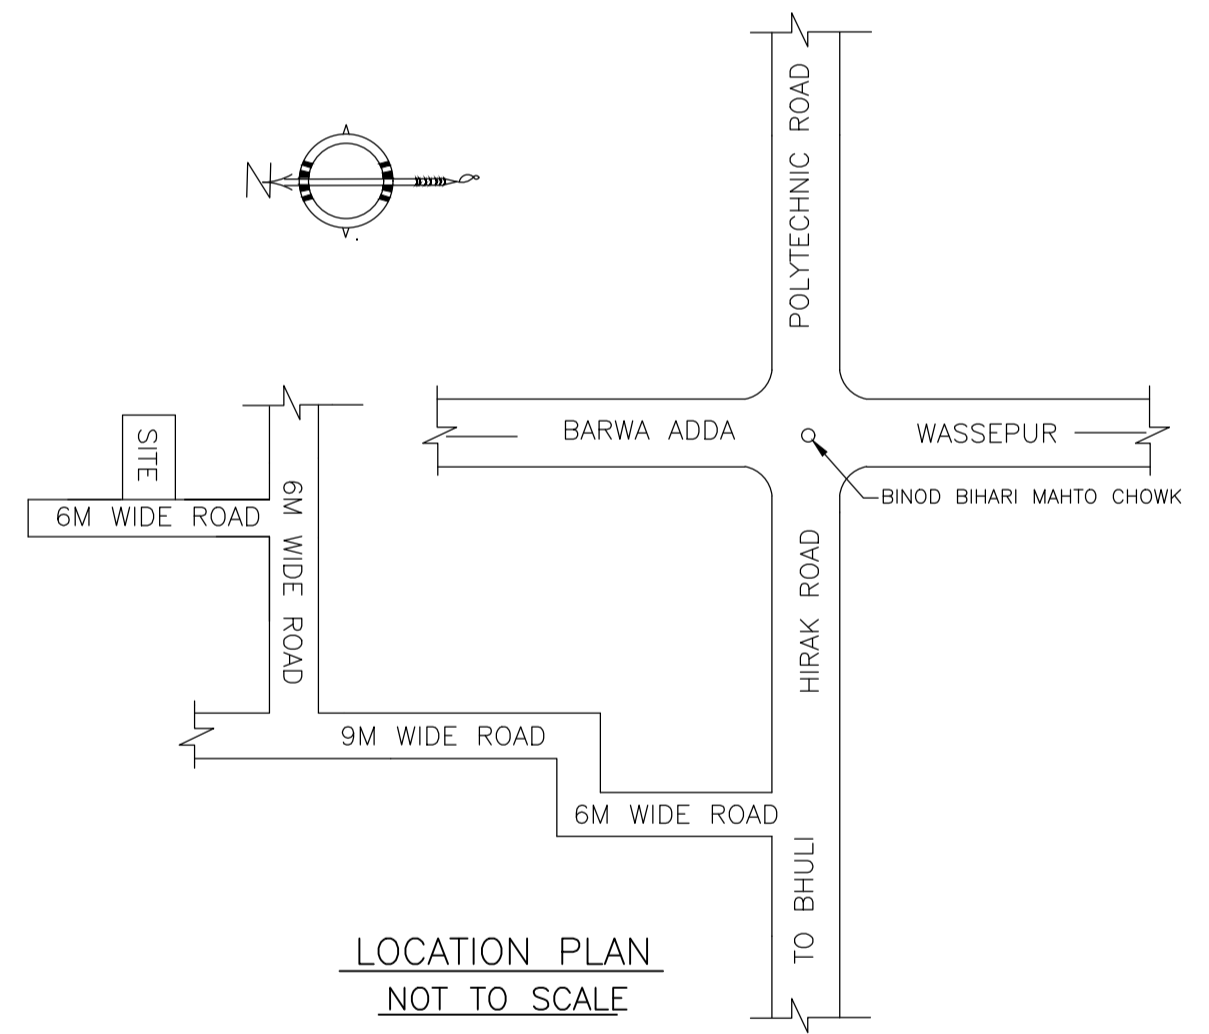 POLYTECHNIC ROAD
N
BARWA ADDA
WASSEPUR
BINOD BIHARI MAHTO CHOWK
SITE
6M WIDE ROAD
6M WIDE ROAD
HIRAK ROAD
9M WIDE ROAD
6M WIDE ROAD
TO BHULI
LOCATION PLAN
NOT TO SCALE